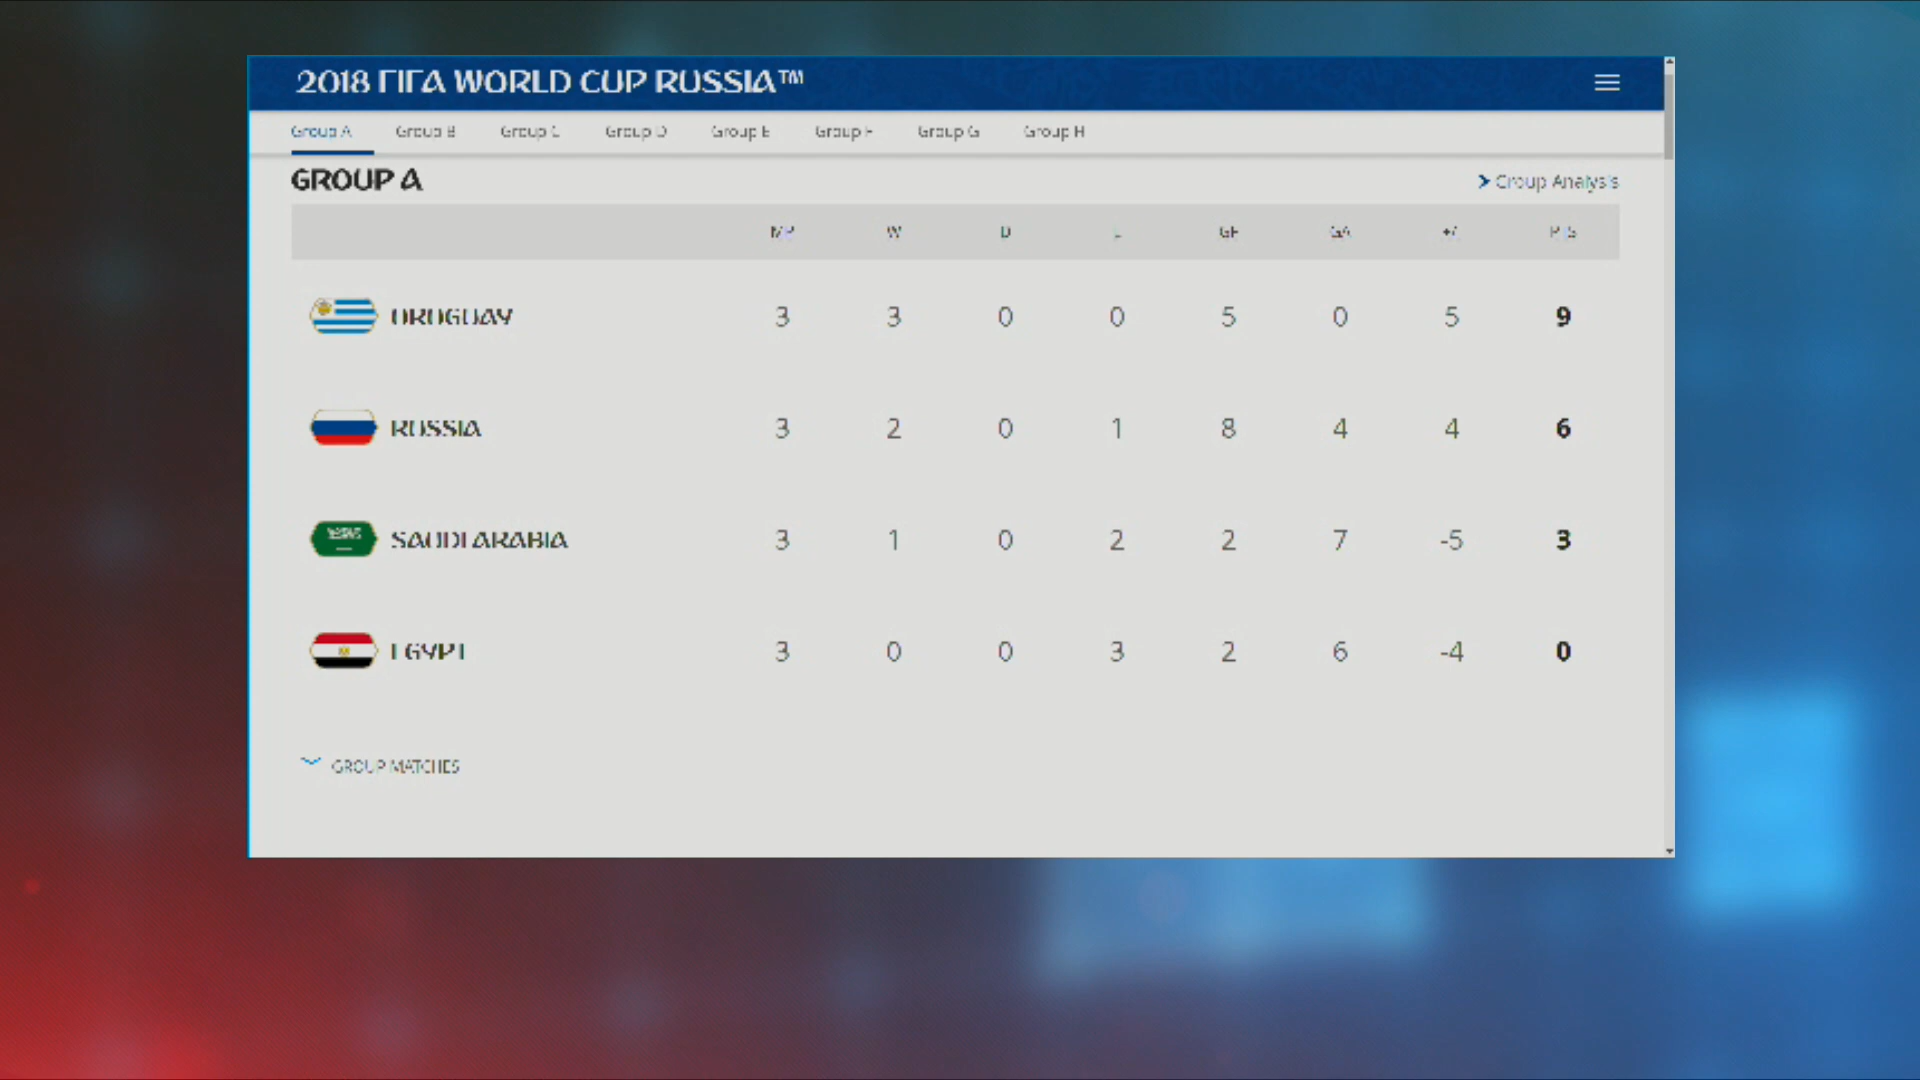 2018 FIFA WORLD CUP RUSSIA™
Group A Group B Group C Group D Group E Group F Group G Group H
GROUP A
Group Analysis
MP W D L GF GA +/- PTS
URUGUAY 3 3 0 0 5 0 5 9
RUSSIA 3 2 0 1 8 4 4 6
SAUDI ARABIA 3 1 0 2 2 7 -5 3
EGYPT 3 0 0 3 2 6 -4 0
GROUP MATCHES